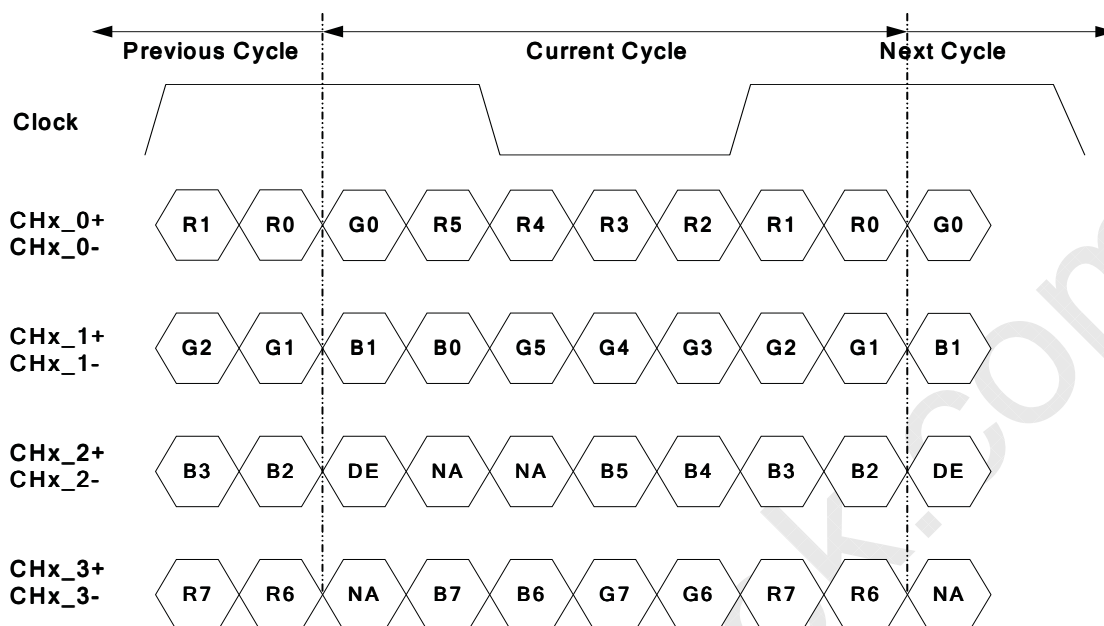 Previous Cycle Current Cycle Next Cycle
Clock
CHx_0+
CHx_0-
R1 R0 G0 R5 R4 R3 R2 R1 R0 G0
CHx_1+
CHx_1-
G2 G1 B1 B0 G5 G4 G3 G2 G1 B1
CHx_2+
CHx_2-
B3 B2 DE NA NA B5 B4 B3 B2 DE
CHx_3+
CHx_3-
R7 R6 NA B7 B6 G7 G6 R7 R6 NA
k.com